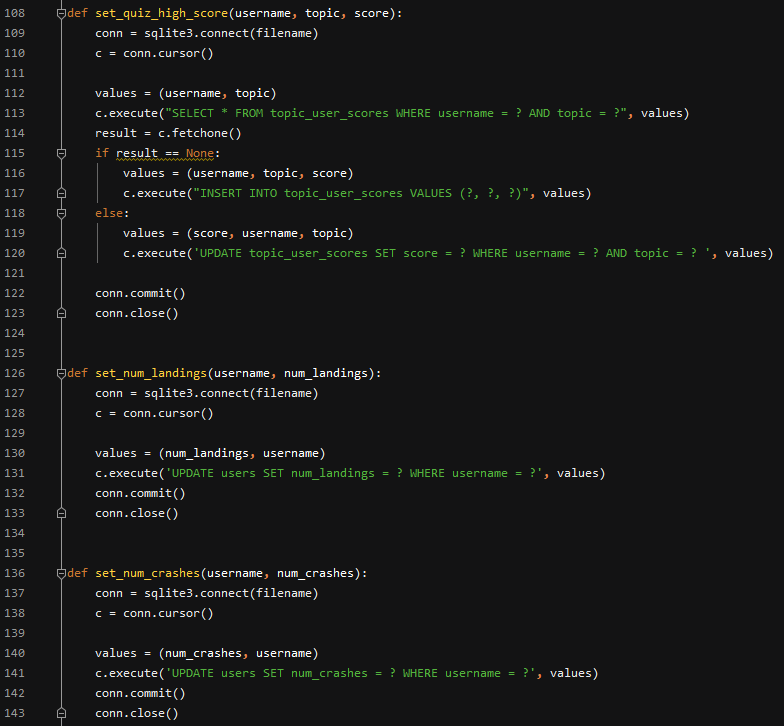 108 def set_quiz_high_score(username, topic, score):
109     conn = sqlite3.connect(filename)
110     c = conn.cursor()
111
112     values = (username, topic)
113     c.execute("SELECT * FROM topic_user_scores WHERE username = ? AND topic = ?", values)
114     result = c.fetchone()
115     if result == None:
116         values = (username, topic, score)
117         c.execute("INSERT INTO topic_user_scores VALUES (?, ?, ?)", values)
118     else:
119         values = (score, username, topic)
120         c.execute('UPDATE topic_user_scores SET score = ? WHERE username = ? AND topic = ? ', values)
121
122     conn.commit()
123     conn.close()
124
125
126 def set_num_landings(username, num_landings):
127     conn = sqlite3.connect(filename)
128     c = conn.cursor()
129
130     values = (num_landings, username)
131     c.execute('UPDATE users SET num_landings = ? WHERE username = ?', values)
132     conn.commit()
133     conn.close()
134
135
136 def set_num_crashes(username, num_crashes):
137     conn = sqlite3.connect(filename)
138     c = conn.cursor()
139
140     values = (num_crashes, username)
141     c.execute('UPDATE users SET num_crashes = ? WHERE username = ?', values)
142     conn.commit()
143     conn.close()